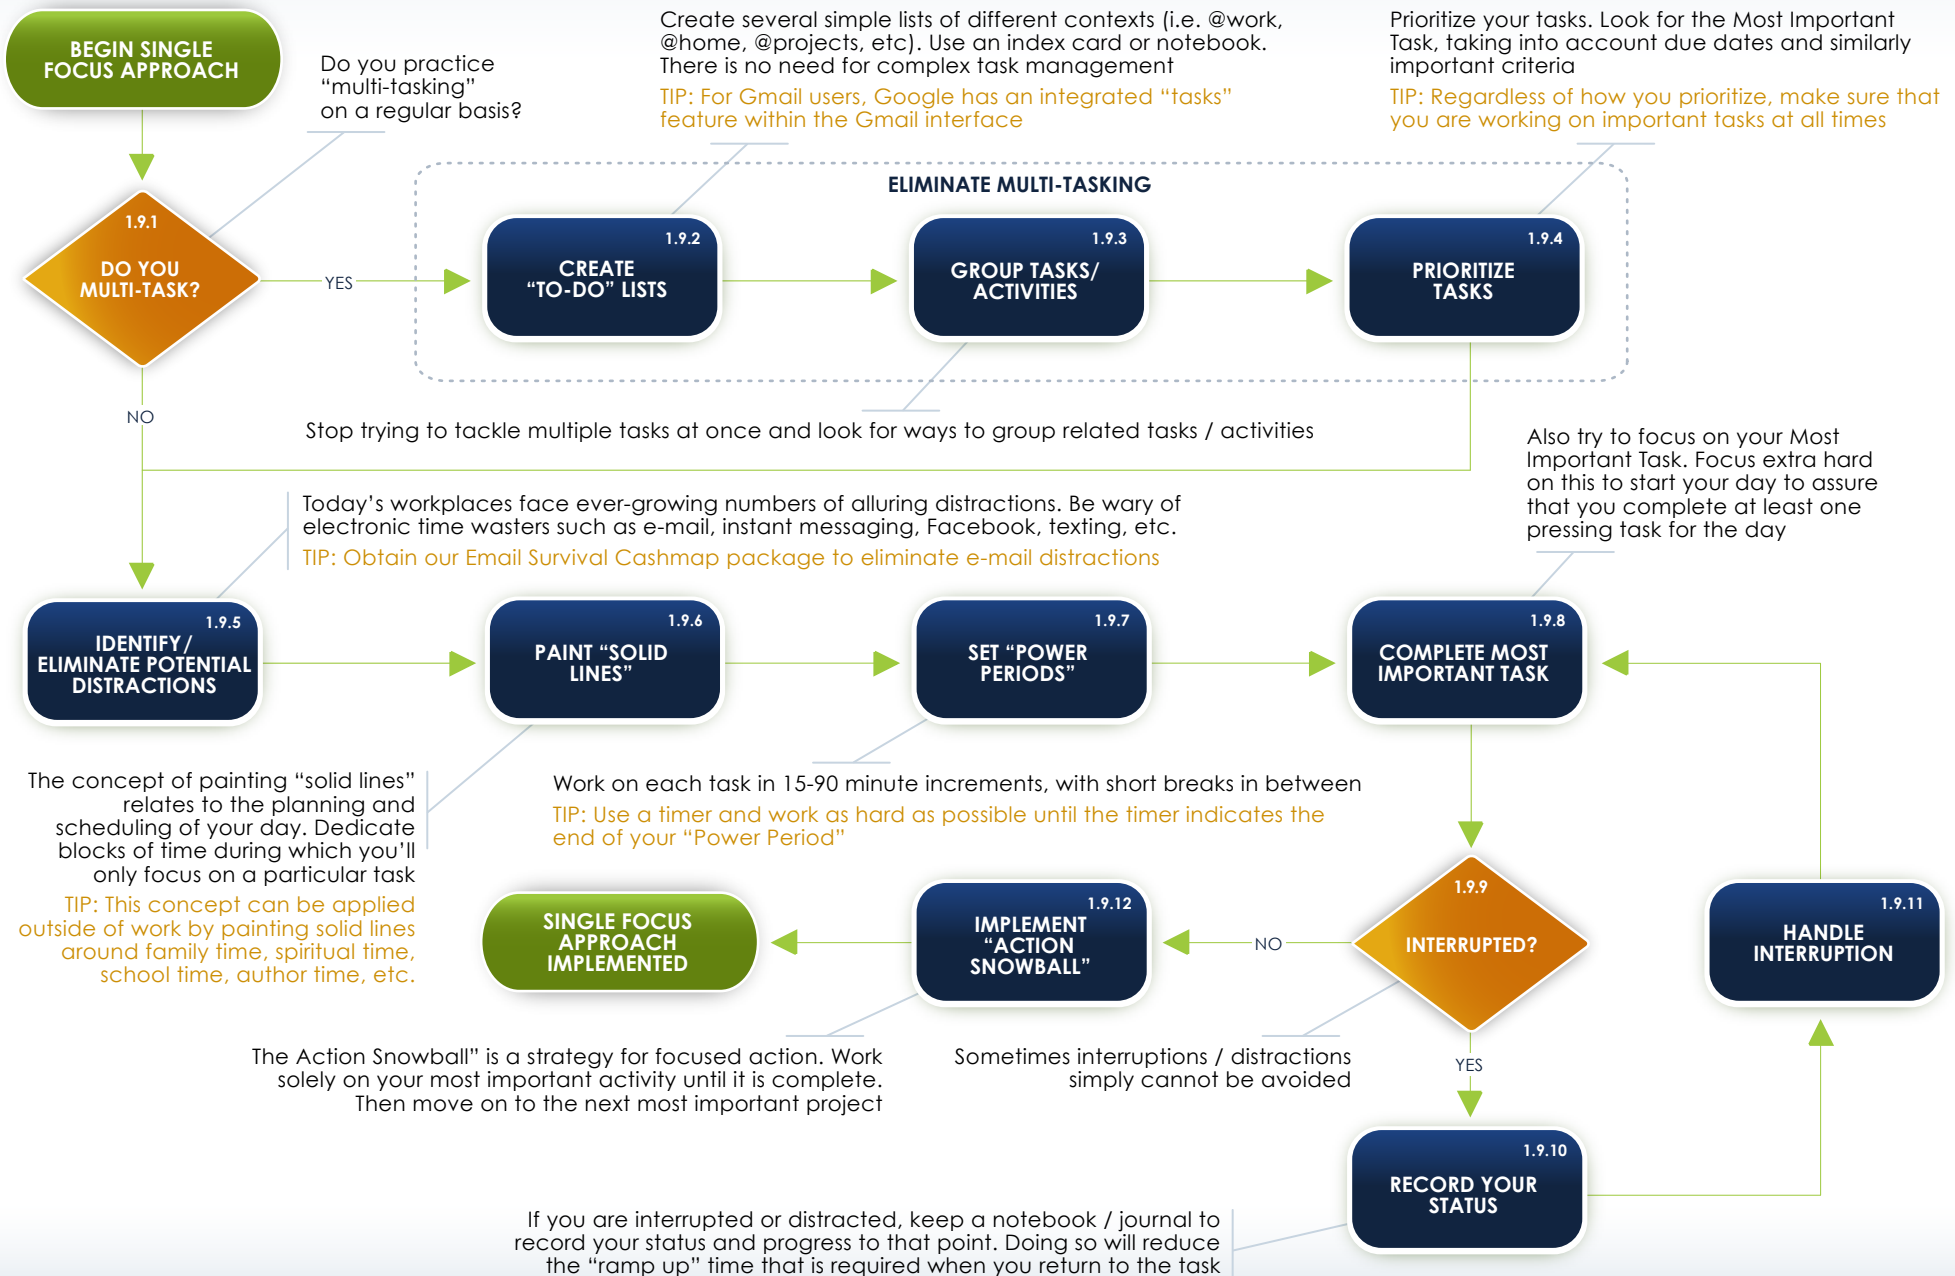 BEGIN SINGLE
FOCUS APPROACH
Do you practice
“multi-tasking”
on a regular basis?
Create several simple lists of different contexts (i.e. @work,
@home, @projects, etc). Use an index card or notebook.
There is no need for complex task management
TIP: For Gmail users, Google has an integrated “tasks”
feature within the Gmail interface
Prioritize your tasks. Look for the Most Important
Task, taking into account due dates and similarly
important criteria
TIP: Regardless of how you prioritize, make sure that
you are working on important tasks at all times
ELIMINATE MULTI-TASKING
1.9.1
DO YOU
MULTI-TASK?
YES
1.9.2
CREATE
“TO-DO” LISTS
1.9.3
GROUP TASKS/
ACTIVITIES
1.9.4
PRIORITIZE
TASKS
NO
Stop trying to tackle multiple tasks at once and look for ways to group related tasks / activities
Also try to focus on your Most
Important Task. Focus extra hard
on this to start your day to assure
that you complete at least one
pressing task for the day
Today’s workplaces face ever-growing numbers of alluring distractions. Be wary of
electronic time wasters such as e-mail, instant messaging, Facebook, texting, etc.
TIP: Obtain our Email Survival Cashmap package to eliminate e-mail distractions
1.9.5
IDENTIFY/
ELIMINATE POTENTIAL
DISTRACTIONS
1.9.6
PAINT “SOLID
LINES”
1.9.7
SET “POWER
PERIODS”
1.9.8
COMPLETE MOST
IMPORTANT TASK
The concept of painting “solid lines”
relates to the planning and
scheduling of your day. Dedicate
blocks of time during which you’ll
only focus on a particular task
TIP: This concept can be applied
outside of work by painting solid lines
around family time, spiritual time,
school time, author time, etc.
Work on each task in 15-90 minute increments, with short breaks in between
TIP: Use a timer and work as hard as possible until the timer indicates the
end of your “Power Period”
SINGLE FOCUS
APPROACH
IMPLEMENTED
1.9.12
IMPLEMENT
“ACTION
SNOWBALL”
NO
1.9.9
INTERRUPTED?
1.9.11
HANDLE
INTERRUPTION
The Action Snowball” is a strategy for focused action. Work
solely on your most important activity until it is complete.
Then move on to the next most important project
Sometimes interruptions / distractions
simply cannot be avoided
YES
1.9.10
RECORD YOUR
STATUS
If you are interrupted or distracted, keep a notebook / journal to
record your status and progress to that point. Doing so will reduce
the “ramp up” time that is required when you return to the task